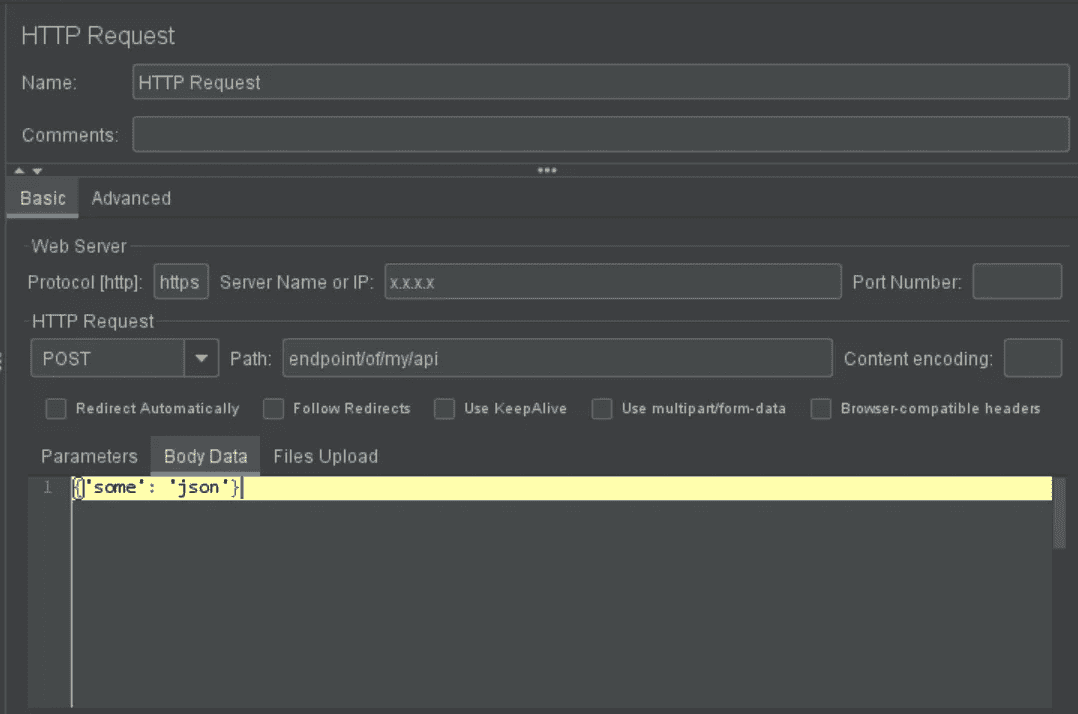 HTTP Request
Name: HTTP Request
Comments:
Basic Advanced
Web Server
Protocol [http]: https Server Name or IP: x.x.x.x Port Number:
HTTP Request
POST Path: endpoint/of/my/api Content encoding:
Redirect Automatically Follow Redirects Use KeepAlive Use multipart/form-data Browser-compatible headers
Parameters Body Data Files Upload
1 {'some': 'json'}